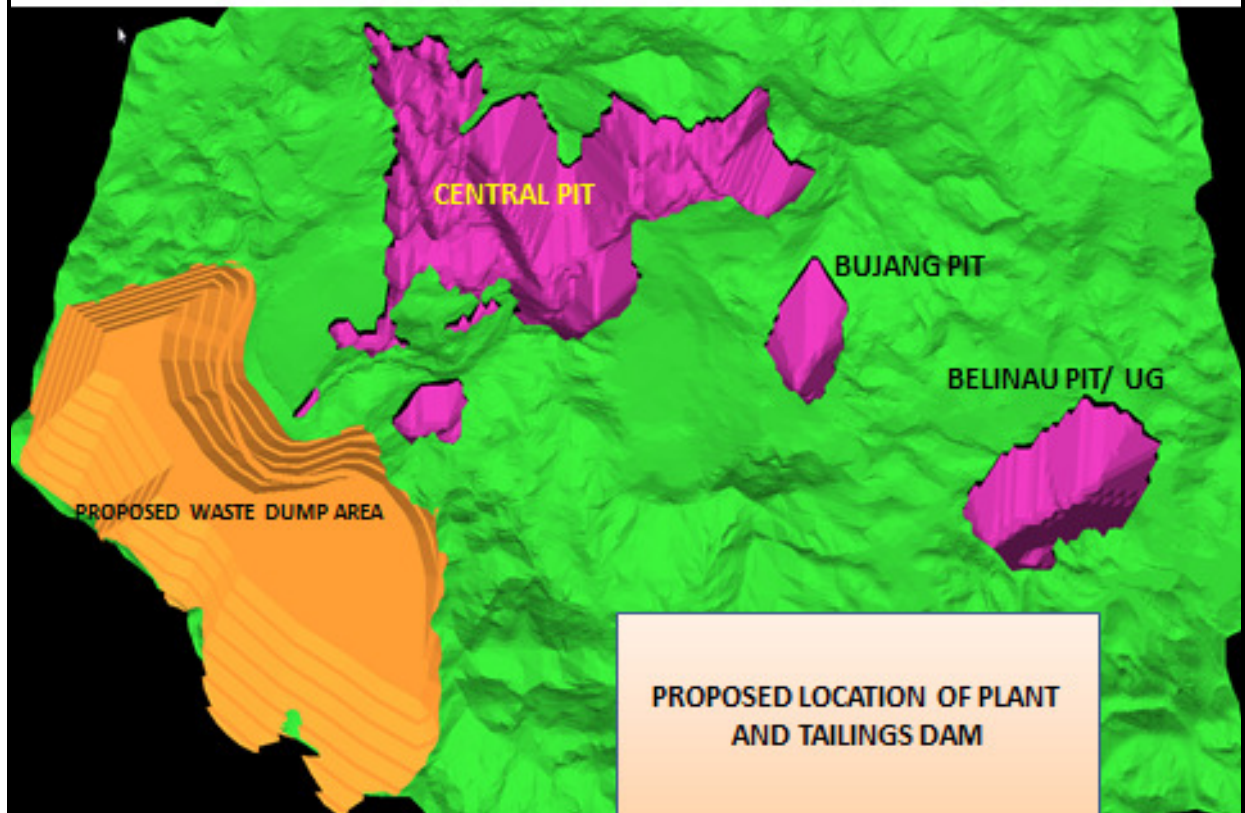 CENTRAL PIT
BUJANG PIT
BELINAU PIT/ UG
PROPOSED WASTE DUMP AREA
PROPOSED LOCATION OF PLANT
AND TAILINGS DAM